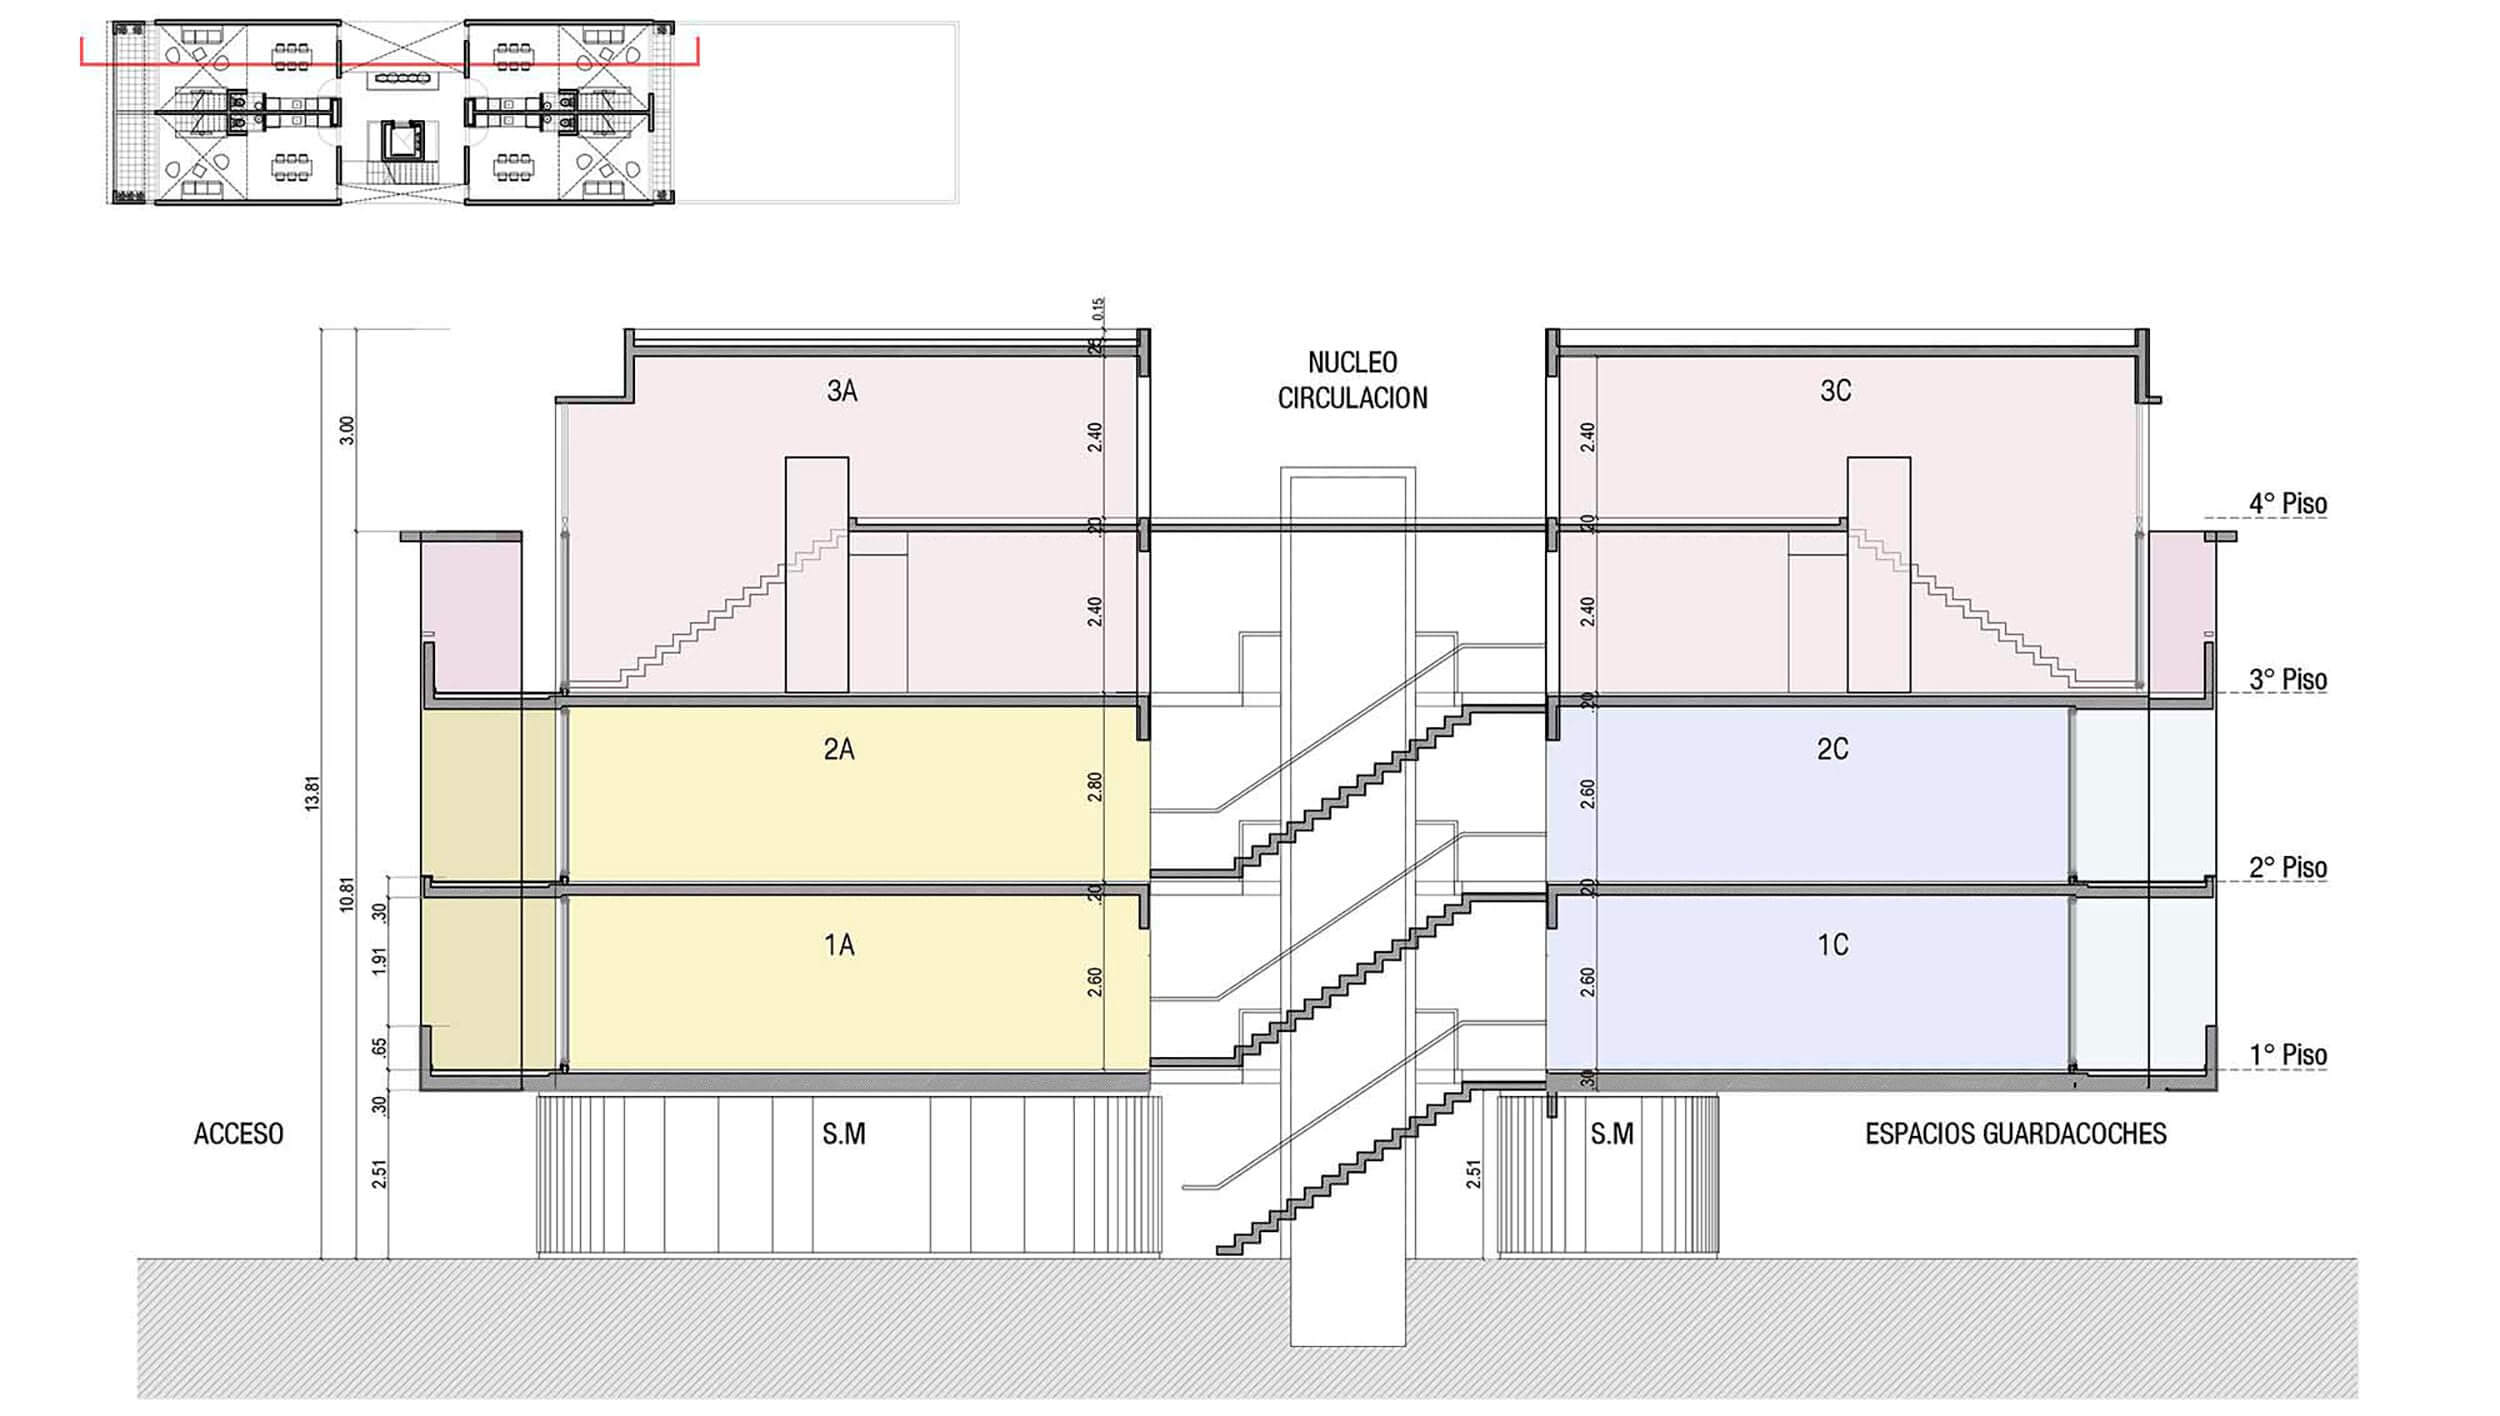 0.15
.25
NUCLEO
CIRCULACION
3A
3C
3.00
2.40
2.40
4° Piso
.20
.20
2.40
2.40
3° Piso
.20
2A
2C
13.81
2.80
2.60
2° Piso
10.81
.20
.20
.30
1A
1C
1.91
2.60
2.60
.65
1° Piso
.30
.30
ACCESO
S.M
S.M
ESPACIOS GUARDACOCHES
2.51
2.51